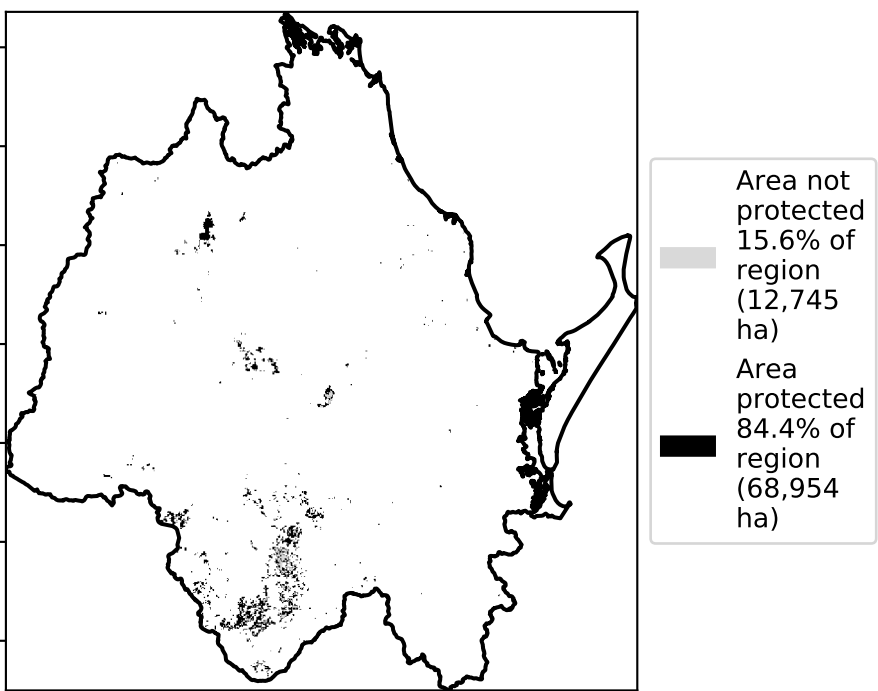 Area not
protected
15.6% of
region
(12,745
ha)
Area
protected
84.4% of
region
(68,954
ha)